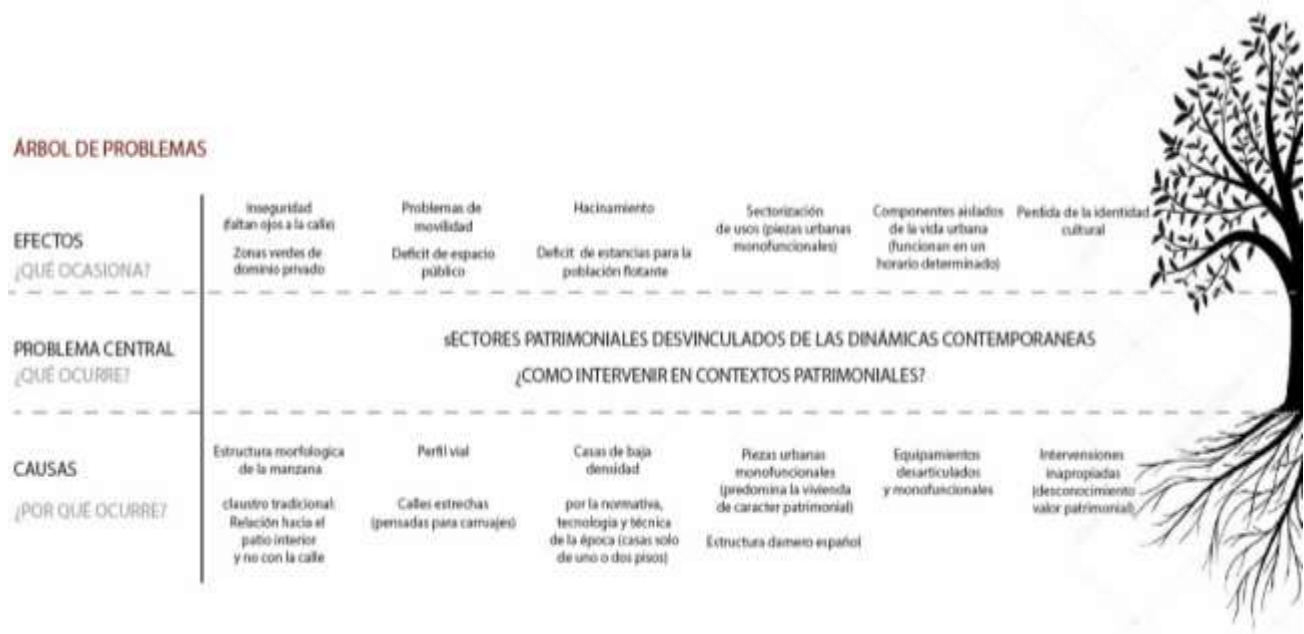 ÁRBOL DE PROBLEMAS
EFECTOS
¿QUÉ OCASIONA?
Inseguridad
(faltan ojos a la calle)
Zonas verdes de
dominio privado
Problemas de
movilidad
Deficit de espacio
público
Hacinamiento
Deficit de estancias para la
población flotante
Sectorización
de usos (piezas urbanas
monofuncionales)
Componentes aislados
de la vida urbana
(funcionan en un
horario determinado)
Perdida de la identidad
cultural
PROBLEMA CENTRAL
¿QUÉ OCURRE?
sECTORES PATRIMONIALES DESVINCULADOS DE LAS DINÁMICAS CONTEMPORANEAS
¿COMO INTERVENIR EN CONTEXTOS PATRIMONIALES?
CAUSAS
¿POR QUÉ OCURRE?
Estructura morfologica
de la manzana
claustro tradicional:
Relación hacia el
patio interior
y no con la calle
Perfil vial
Calles estrechas
(pensadas para carruajes)
Casas de baja
densidad
por la normativa,
tecnología y técnica
de la época (casas solo
de uno o dos pisos)
Piezas urbanas
monofuncionales
(predomina la vivienda
de caracter patrimonial)
Estructura damero español
Equipamientos
desarticulados
y monofuncionales
Intervenciones
inapropiadas
(desconocimiento
valor patrimonial)